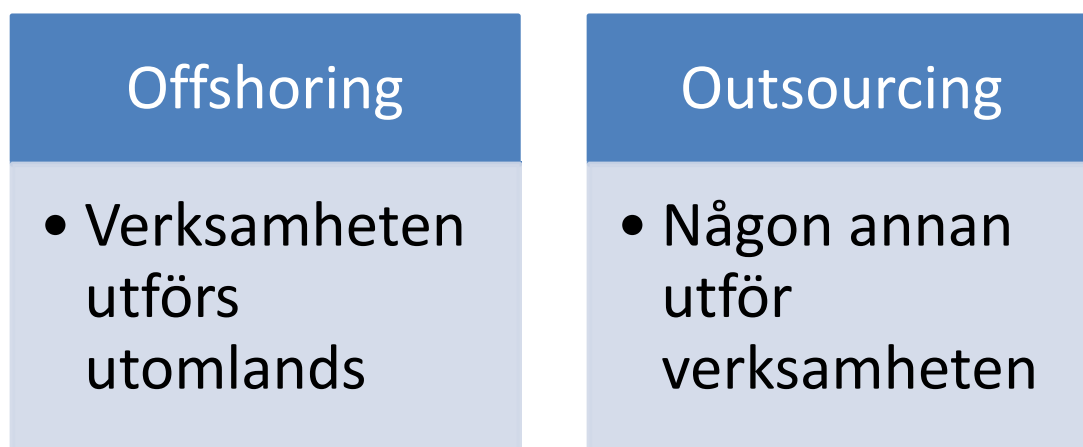 Offshoring
• Verksamheten
utförs
utomlands
Outsourcing
• Någon annan
utför
verksamheten